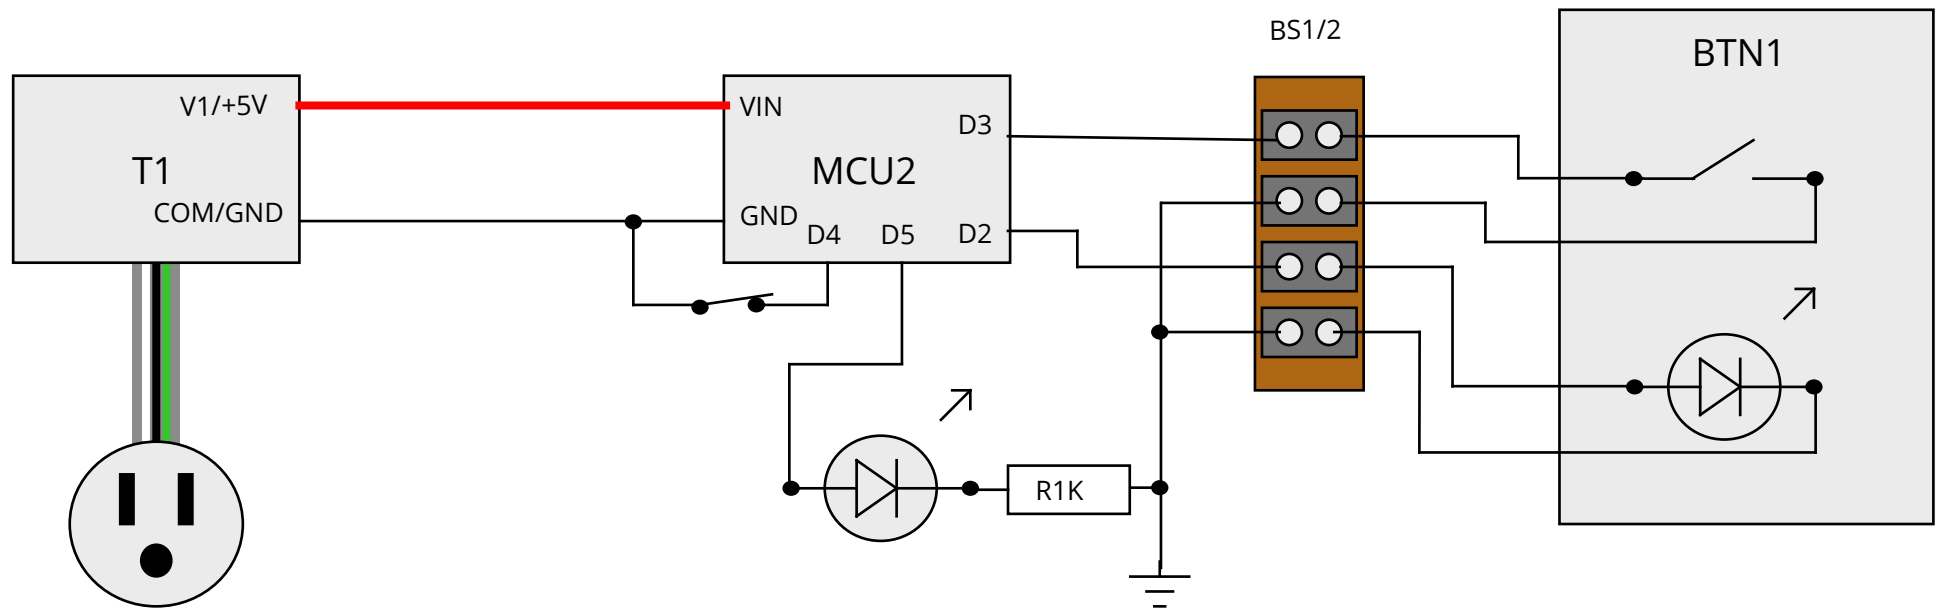 BS1/2
BTN1
V1/+5V
VIN
D3
T1
MCU2
COM/GND
GND
D4
D5
D2
R1K